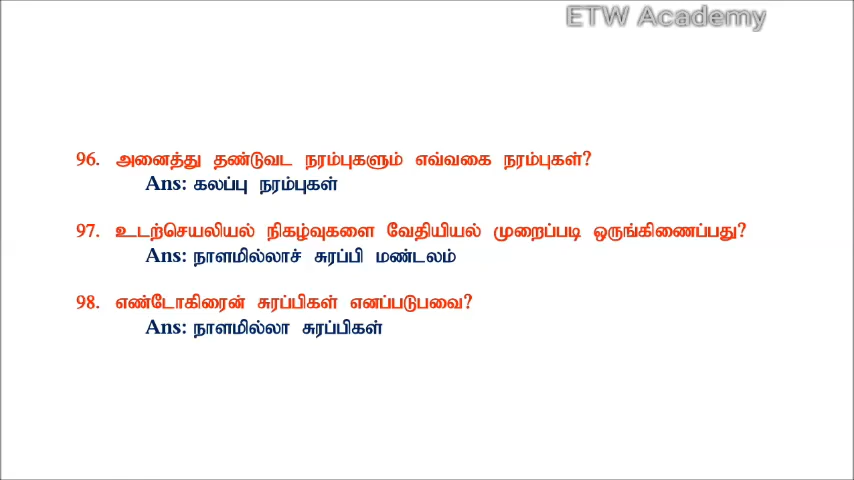 ETW Academy
96. அனைத்து தண்டுவட நரம்புகளும் எவ்வகை நரம்புகள்?
Ans: கலப்பு நரம்புகள்
97. உடற்செயலியல் நிகழ்வுகளை வேதியியல் முறைப்படி ஒருங்கிணைப்பது?
Ans: நாளமில்லாச் சுரப்பி மண்டலம்
98. எண்டோகிரைன் சுரப்பிகள் எனப்படுபவை?
Ans: நாளமில்லா சுரப்பிகள்